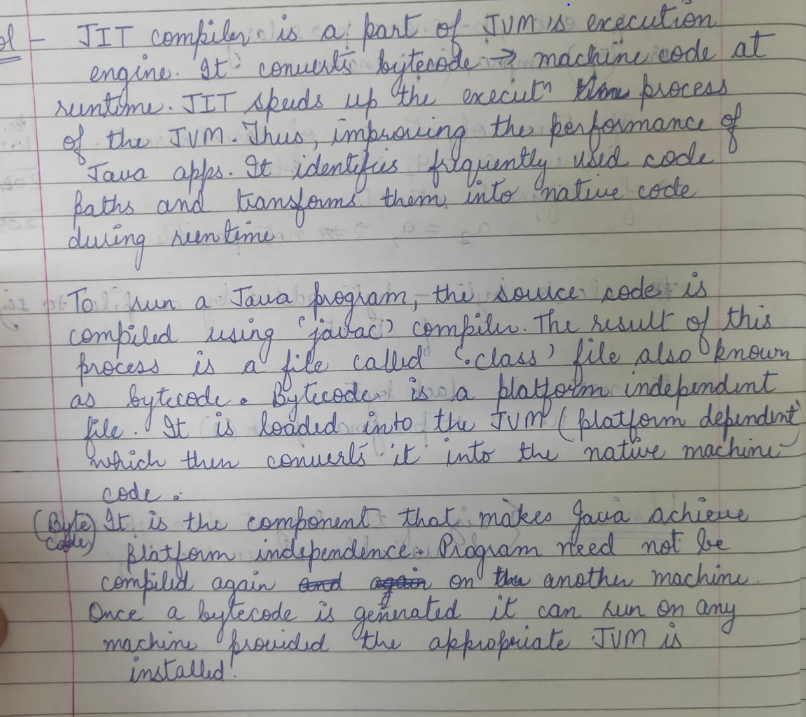 ol - JIT compiler is a part of JVM's execution
engine. It converts bytecode → machine code at
runtime. JIT speeds up the executⁿ time process
of the JVM. Thus, improving the performance of
Java apps. It identifies frequently used code
paths and transforms them into native code
during runtime
To run a Java program, the source code is
compiled using 'javac' compiler. The result of this
process is a file called '.class' file also known
as bytecode. Bytecode is a platform independent
file. It is loaded into the JVM (platform dependent)
which then converts it into the native machine
code.
(Byte code) It is the component that makes Java achieve
platform independence. Program need not be
compiled again and again on the another machine.
Once a bytecode is generated it can run on any
machine provided the appropriate JVM is
installed.